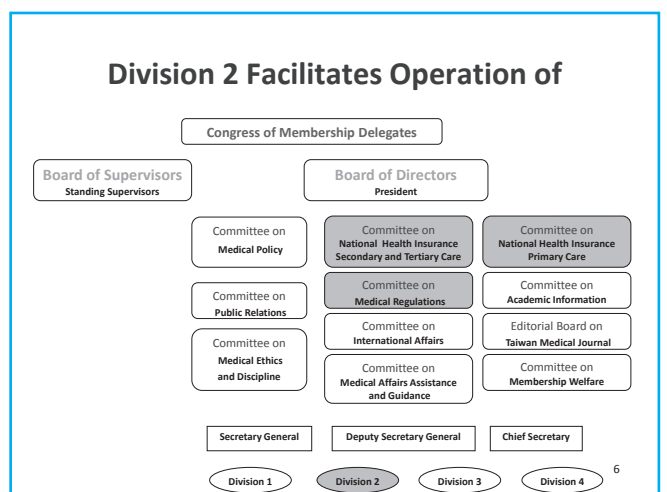 Division 2 Facilitates Operation of
Congress of Membership Delegates
Board of Supervisors
Standing Supervisors
Board of Directors
President
Committee on
Medical Policy
Committee on
National Health Insurance
Secondary and Tertiary Care
Committee on
National Health Insurance
Primary Care
Committee on
Public Relations
Committee on
Medical Regulations
Committee on
Academic Information
Committee on
Medical Ethics
and Discipline
Committee on
International Affairs
Editorial Board on
Taiwan Medical Journal
Committee on
Medical Affairs Assistance
and Guidance
Committee on
Membership Welfare
Secretary General
Deputy Secretary General
Chief Secretary
Division 1
Division 2
Division 3
Division 4
6